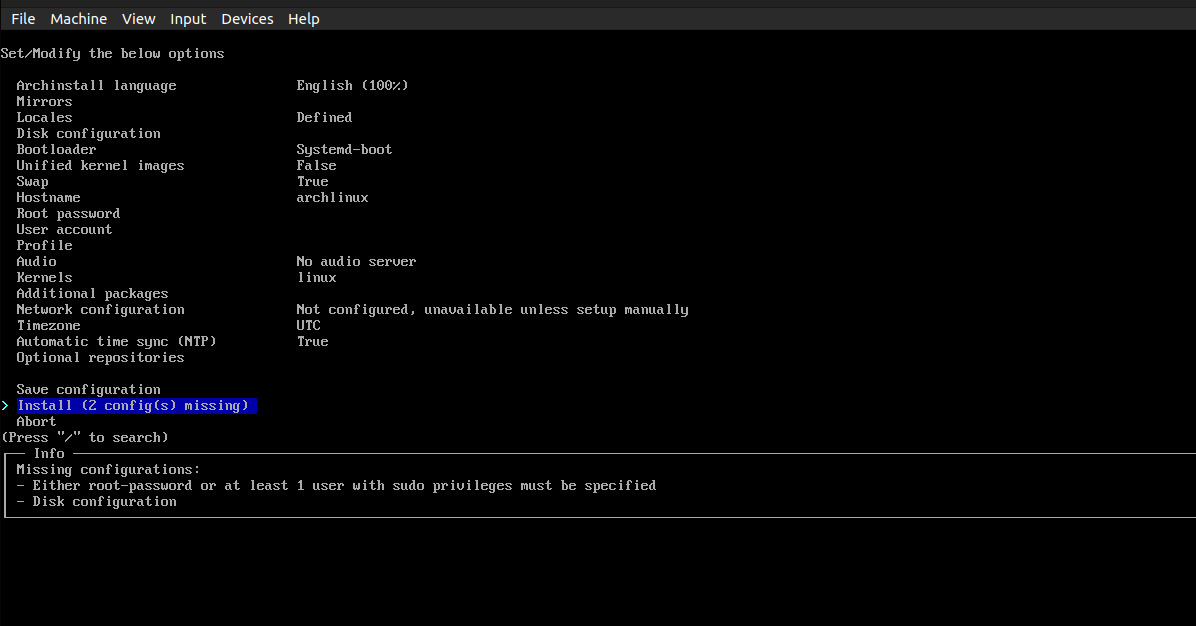 File Machine View Input Devices Help
Set/Modify the below options
Archinstall language English (100%)
Mirrors
Locales Defined
Disk configuration
Bootloader Systemd-boot
Unified kernel images False
Swap True
Hostname archlinux
Root password
User account
Profile
Audio No audio server
Kernels linux
Additional packages
Network configuration Not configured, unavailable unless setup manually
Timezone UTC
Automatic time sync (NTP) True
Optional repositories
Save configuration
> Install (2 config(s) missing)
Abort
(Press "/" to search)
Info
Missing configurations:
- Either root-password or at least 1 user with sudo privileges must be specified
- Disk configuration